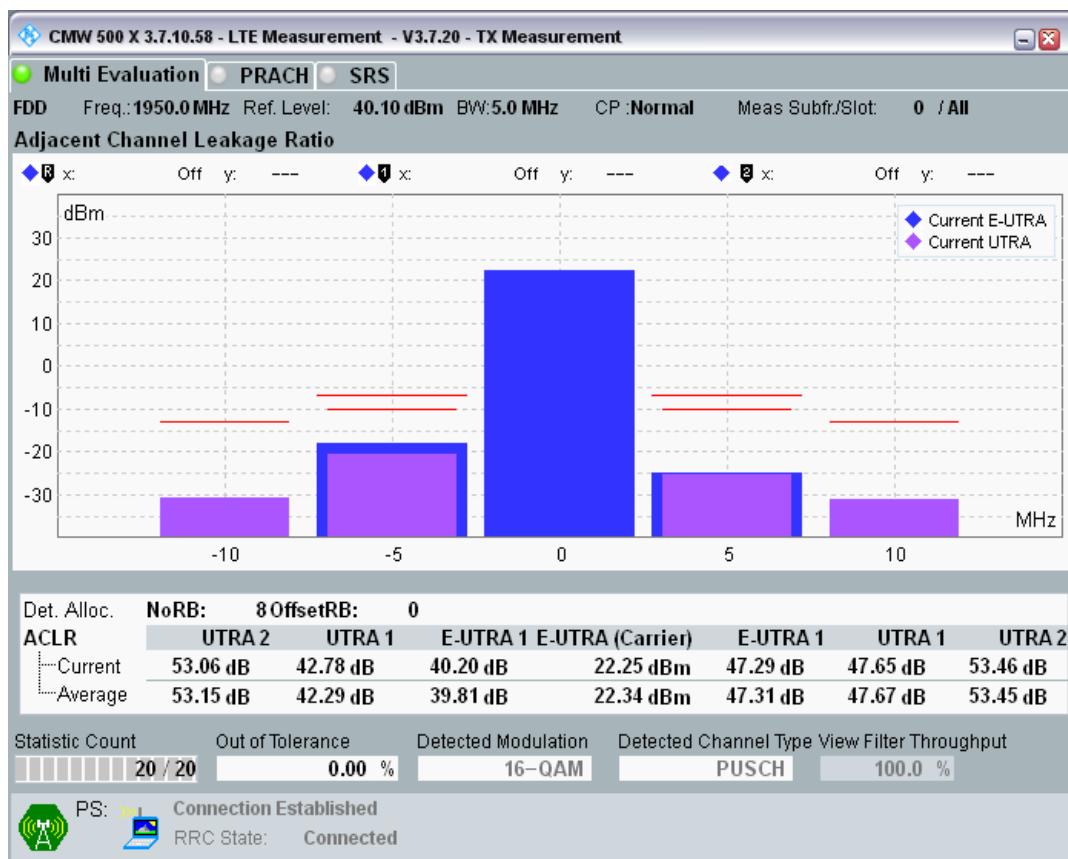 CMW 500 X 3.7.10.58 - LTE Measurement - V3.7.20 - TX Measurement
Multi Evaluation PRACH SRS
FDD Freq.: 1950.0 MHz Ref. Level: 40.10 dBm BW: 5.0 MHz CP : Normal Meas Subfr./Slot: 0 / All
Adjacent Channel Leakage Ratio
R x: Off y: --- 1 x: Off y: --- 2 x: Off y: ---
dBm
Current E-UTRA
Current UTRA
30
20
10
0
-10
-20
-30
MHz
-10 -5 0 5 10
Det. Alloc. NoRB: 8 OffsetRB: 0
ACLR UTRA 2 UTRA 1 E-UTRA 1 E-UTRA (Carrier) E-UTRA 1 UTRA 1 UTRA 2
Current 53.06 dB 42.78 dB 40.20 dB 22.25 dBm 47.29 dB 47.65 dB 53.46 dB
Average 53.15 dB 42.29 dB 39.81 dB 22.34 dBm 47.31 dB 47.67 dB 53.45 dB
Statistic Count Out of Tolerance Detected Modulation Detected Channel Type View Filter Throughput
20 / 20 0.00 % 16-QAM PUSCH 100.0 %
PS: Connection Established
RRC State: Connected